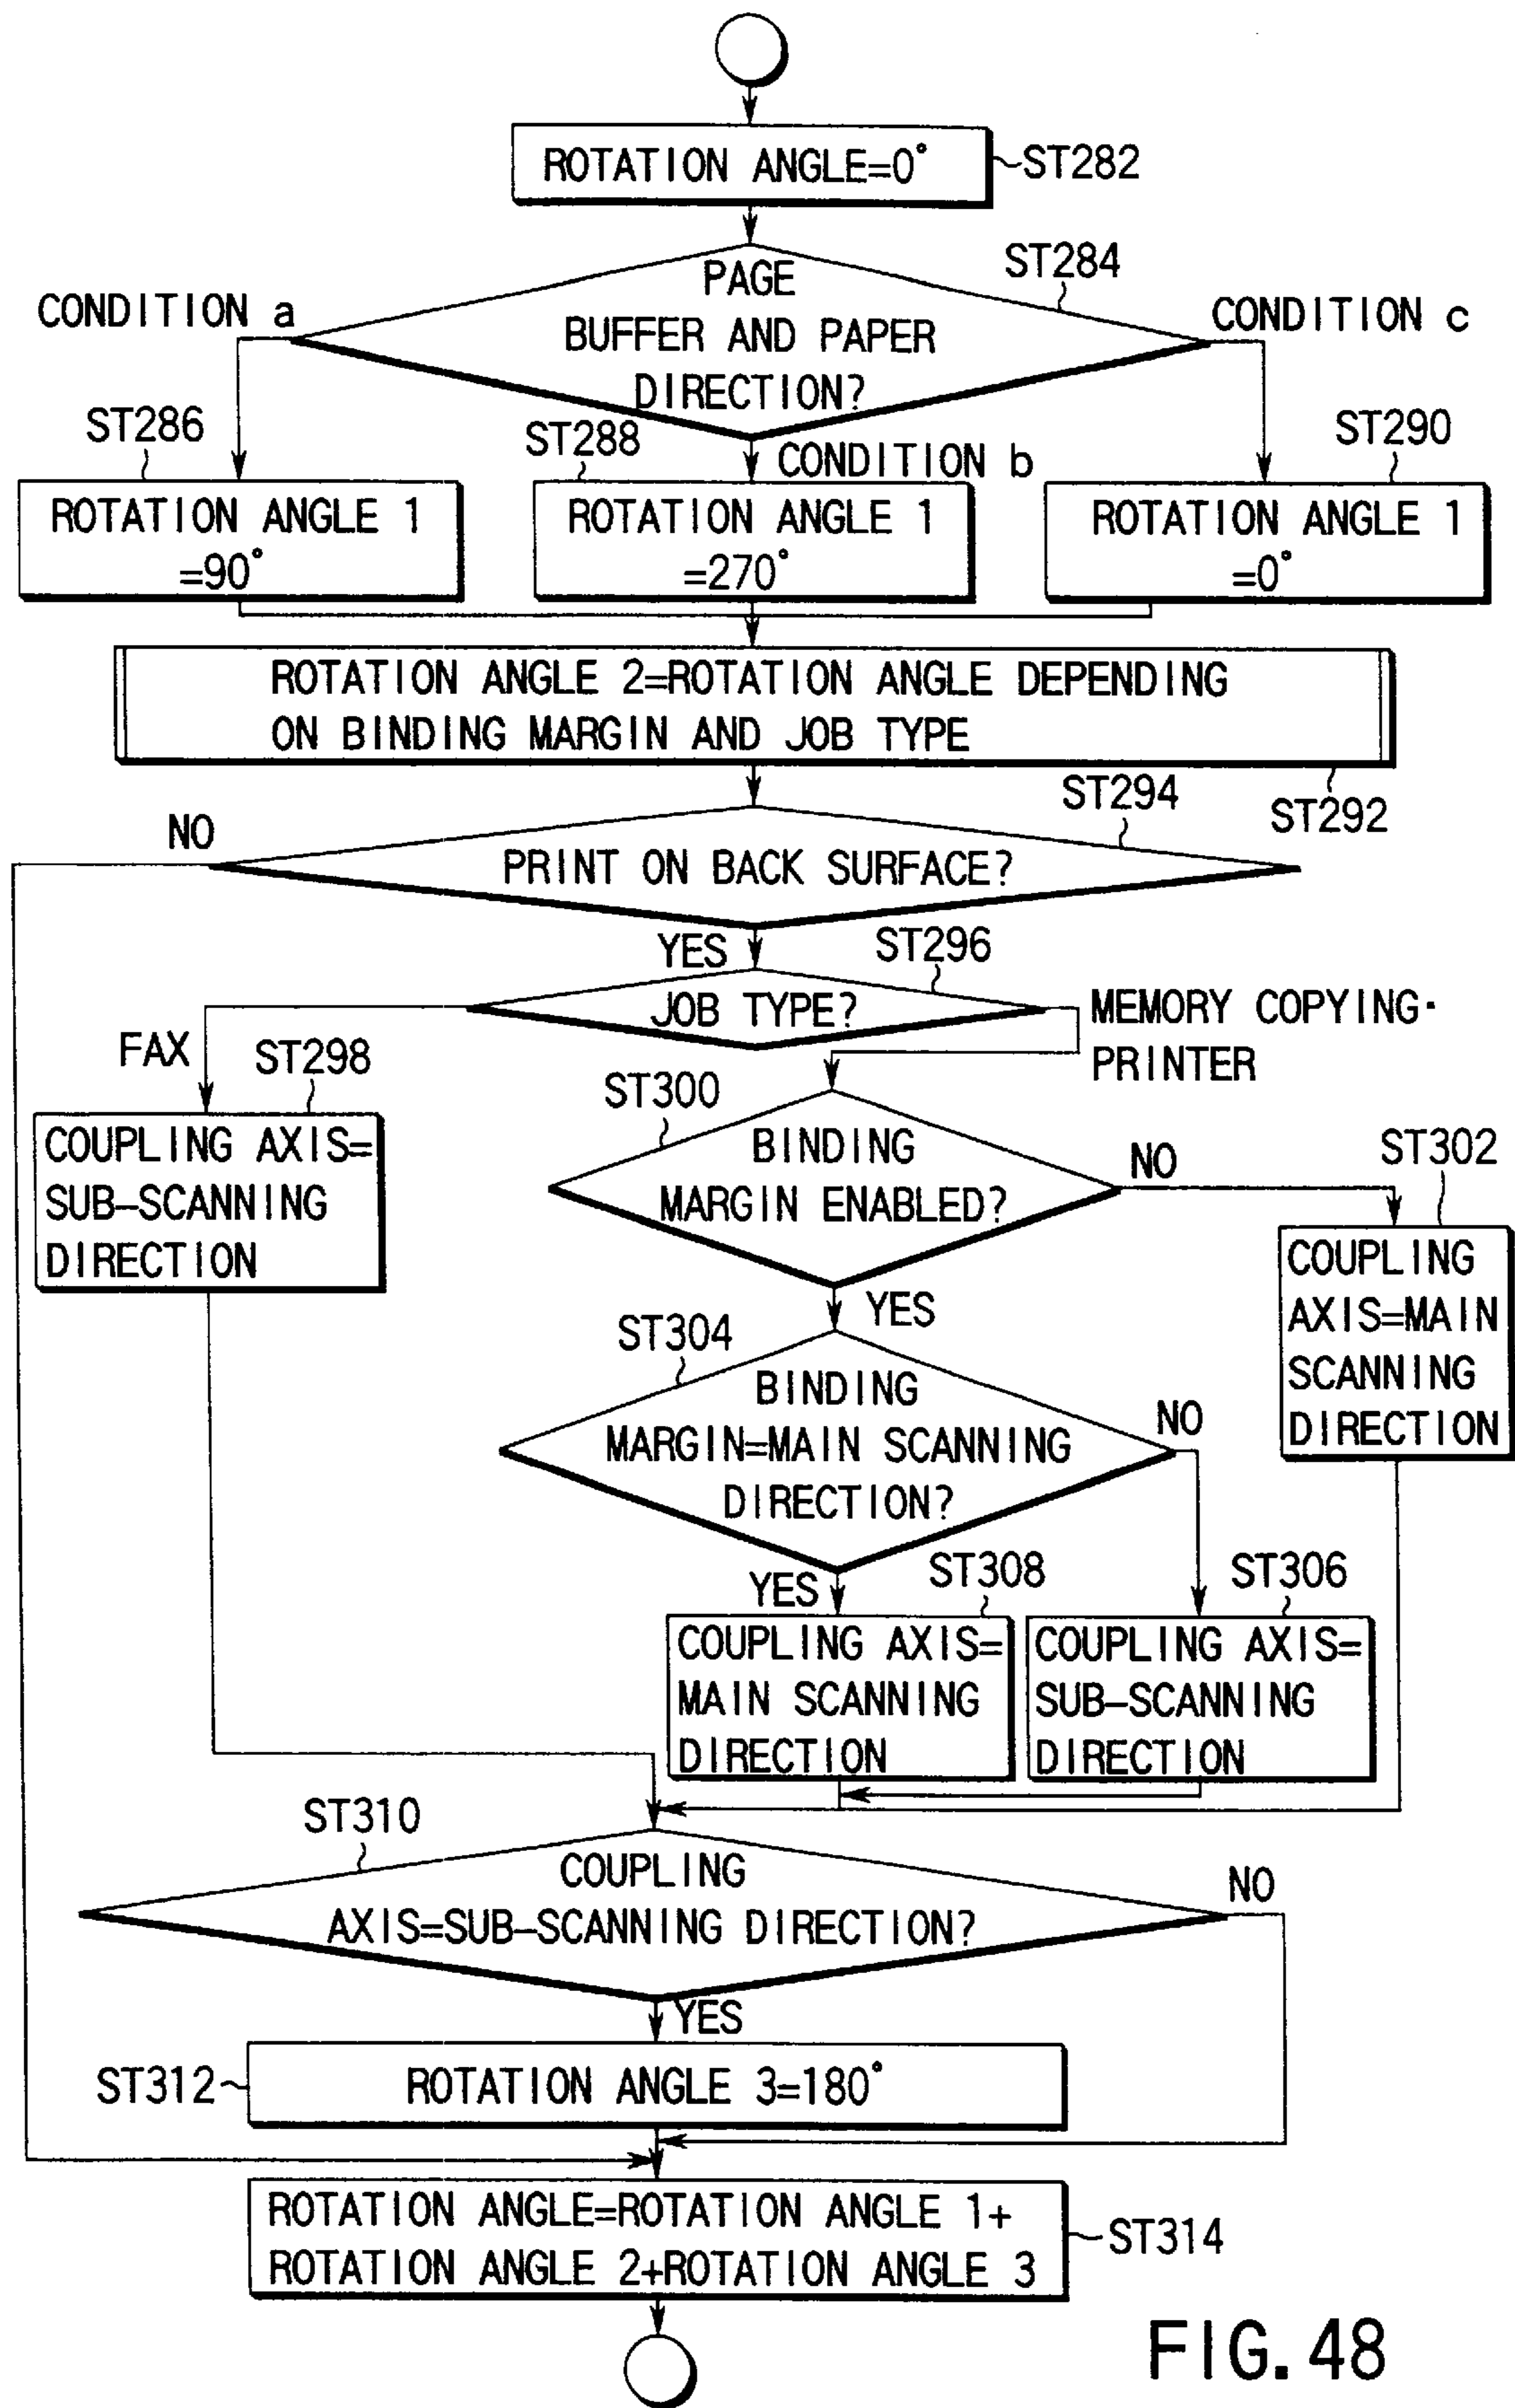 ROTATION ANGLE=0°
ST282
PAGE
BUFFER AND PAPER
DIRECTION?
ST284
CONDITION a
CONDITION c
ST286
ROTATION ANGLE 1
=90°
ST288
CONDITION b
ROTATION ANGLE 1
=270°
ST290
ROTATION ANGLE 1
=0°
ROTATION ANGLE 2=ROTATION ANGLE DEPENDING
ON BINDING MARGIN AND JOB TYPE
ST292
ST294
NO
PRINT ON BACK SURFACE?
YES
ST296
JOB TYPE?
MEMORY COPYING·
PRINTER
FAX
ST298
COUPLING AXIS=
SUB-SCANNING
DIRECTION
ST300
BINDING
MARGIN ENABLED?
NO
ST302
COUPLING
AXIS=MAIN
SCANNING
DIRECTION
YES
ST304
BINDING
MARGIN=MAIN SCANNING
DIRECTION?
NO
YES
ST308
COUPLING AXIS=
MAIN SCANNING
DIRECTION
ST306
COUPLING AXIS=
SUB-SCANNING
DIRECTION
ST310
COUPLING
AXIS=SUB-SCANNING DIRECTION?
NO
YES
ST312
ROTATION ANGLE 3=180°
ROTATION ANGLE=ROTATION ANGLE 1+
ROTATION ANGLE 2+ROTATION ANGLE 3
ST314
FIG. 48